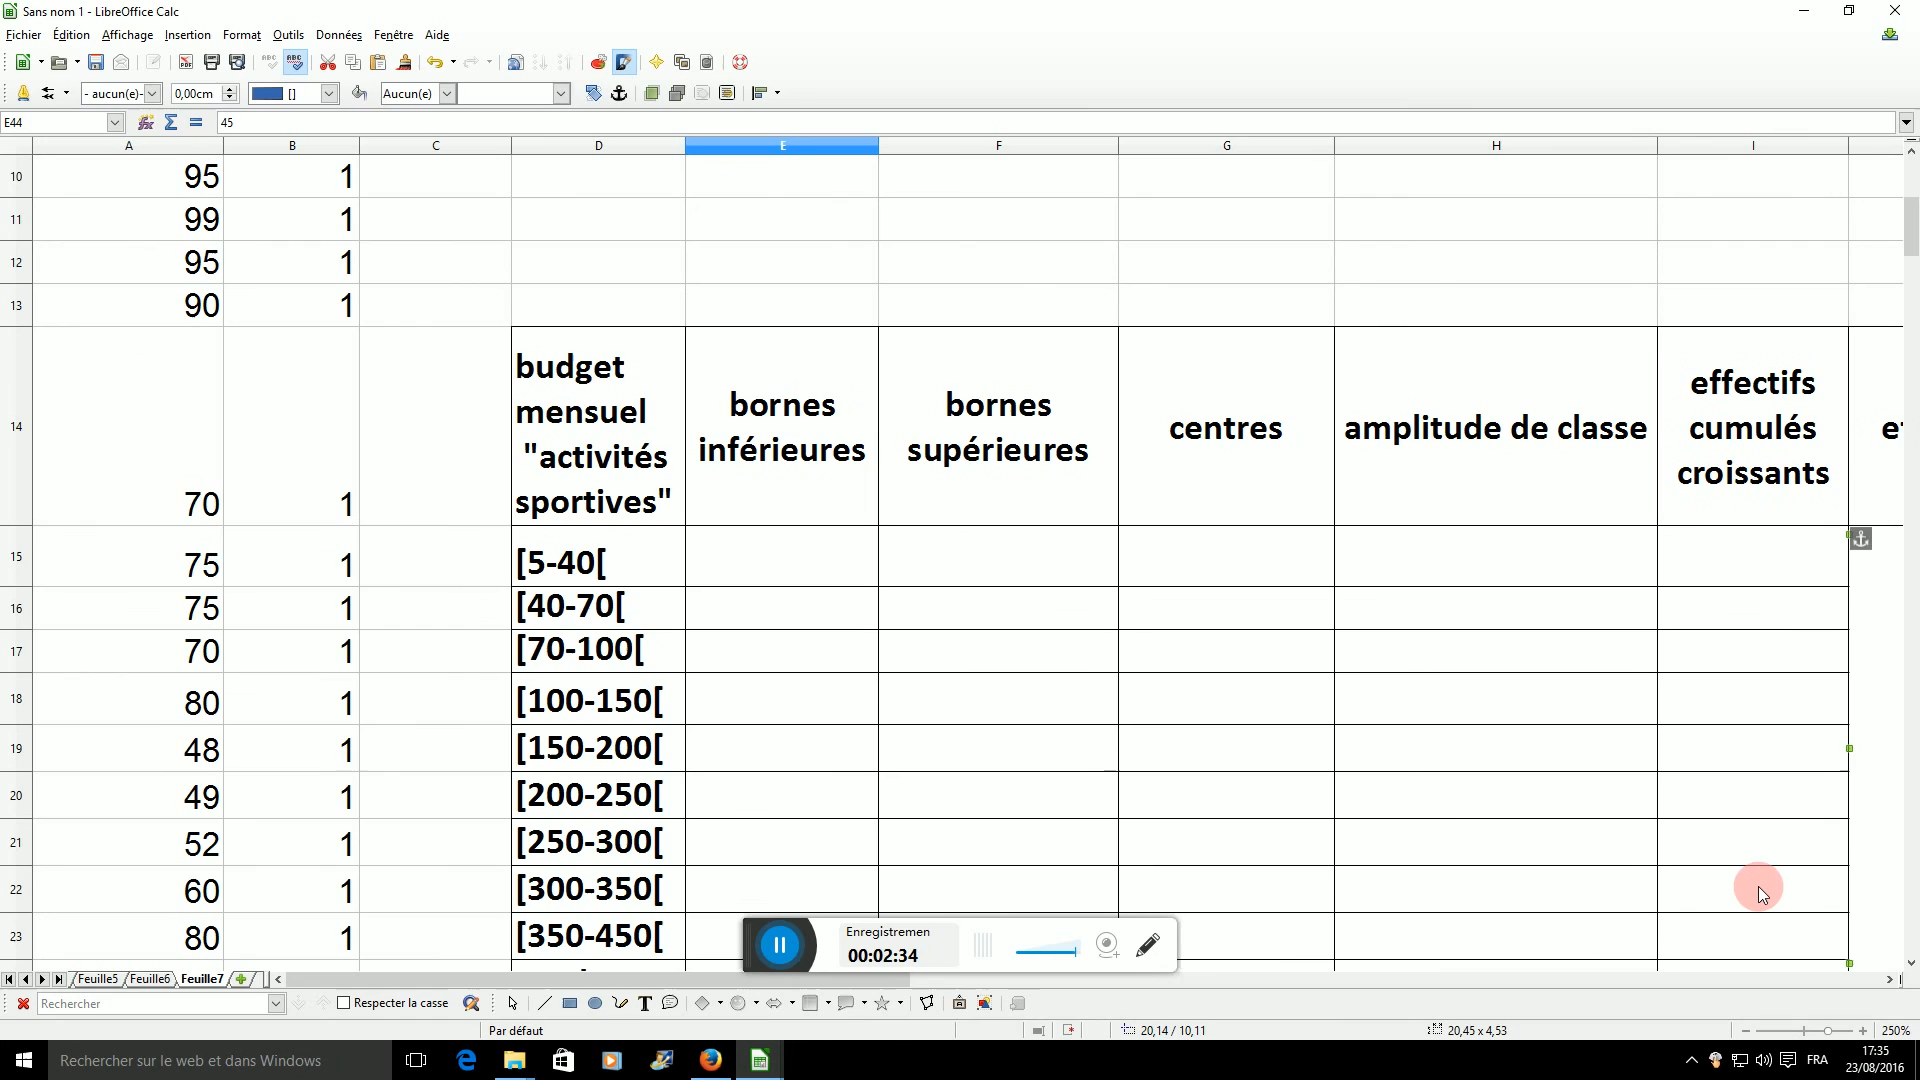 Sans nom 1 - LibreOffice Calc
Fichier Édition Affichage Insertion Format Outils Données Fenêtre Aide
- aucun(e)- 0,00cm [] Aucun(e)
E44 45
A B C D E F G H I
10 95 1
11 99 1
12 95 1
13 90 1
budget
mensuel
"activités
sportives"
bornes
inférieures
bornes
supérieures
centres
amplitude de classe
effectifs
cumulés
croissants
14 70 1
15 75 1 [5-40[
16 75 1 [40-70[
17 70 1 [70-100[
18 80 1 [100-150[
19 48 1 [150-200[
20 49 1 [200-250[
21 52 1 [250-300[
22 60 1 [300-350[
23 80 1 [350-450[
Enregistremen
00:02:34
Feuille5 Feuille6 Feuille7
Rechercher Respecter la casse
Par défaut 20,14 / 10,11 20,45 x 4,53 250%
Rechercher sur le web et dans Windows
FRA
17:35
23/08/2016